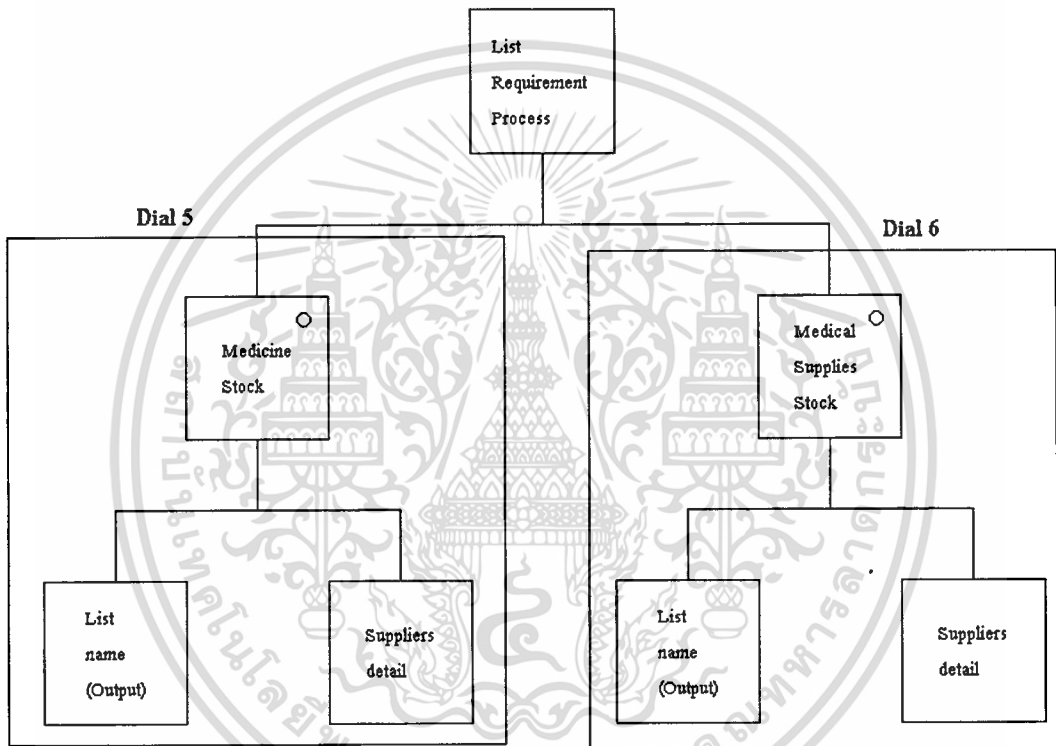 List
Requirement
Process
Dial 5
Dial 6
Medicine
Stock
Medical
Supplies
Stock
List
name
(Output)
Suppliers
detail
List
name
(Output)
Suppliers
detail